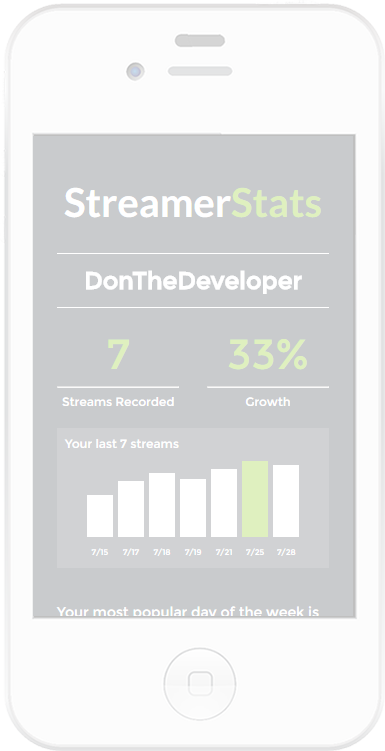 StreamerStats
DonTheDeveloper
7 33%
Streams Recorded Growth
Your last 7 streams
7/15 7/17 7/18 7/19 7/21 7/25 7/28
Your most popular day of the week is